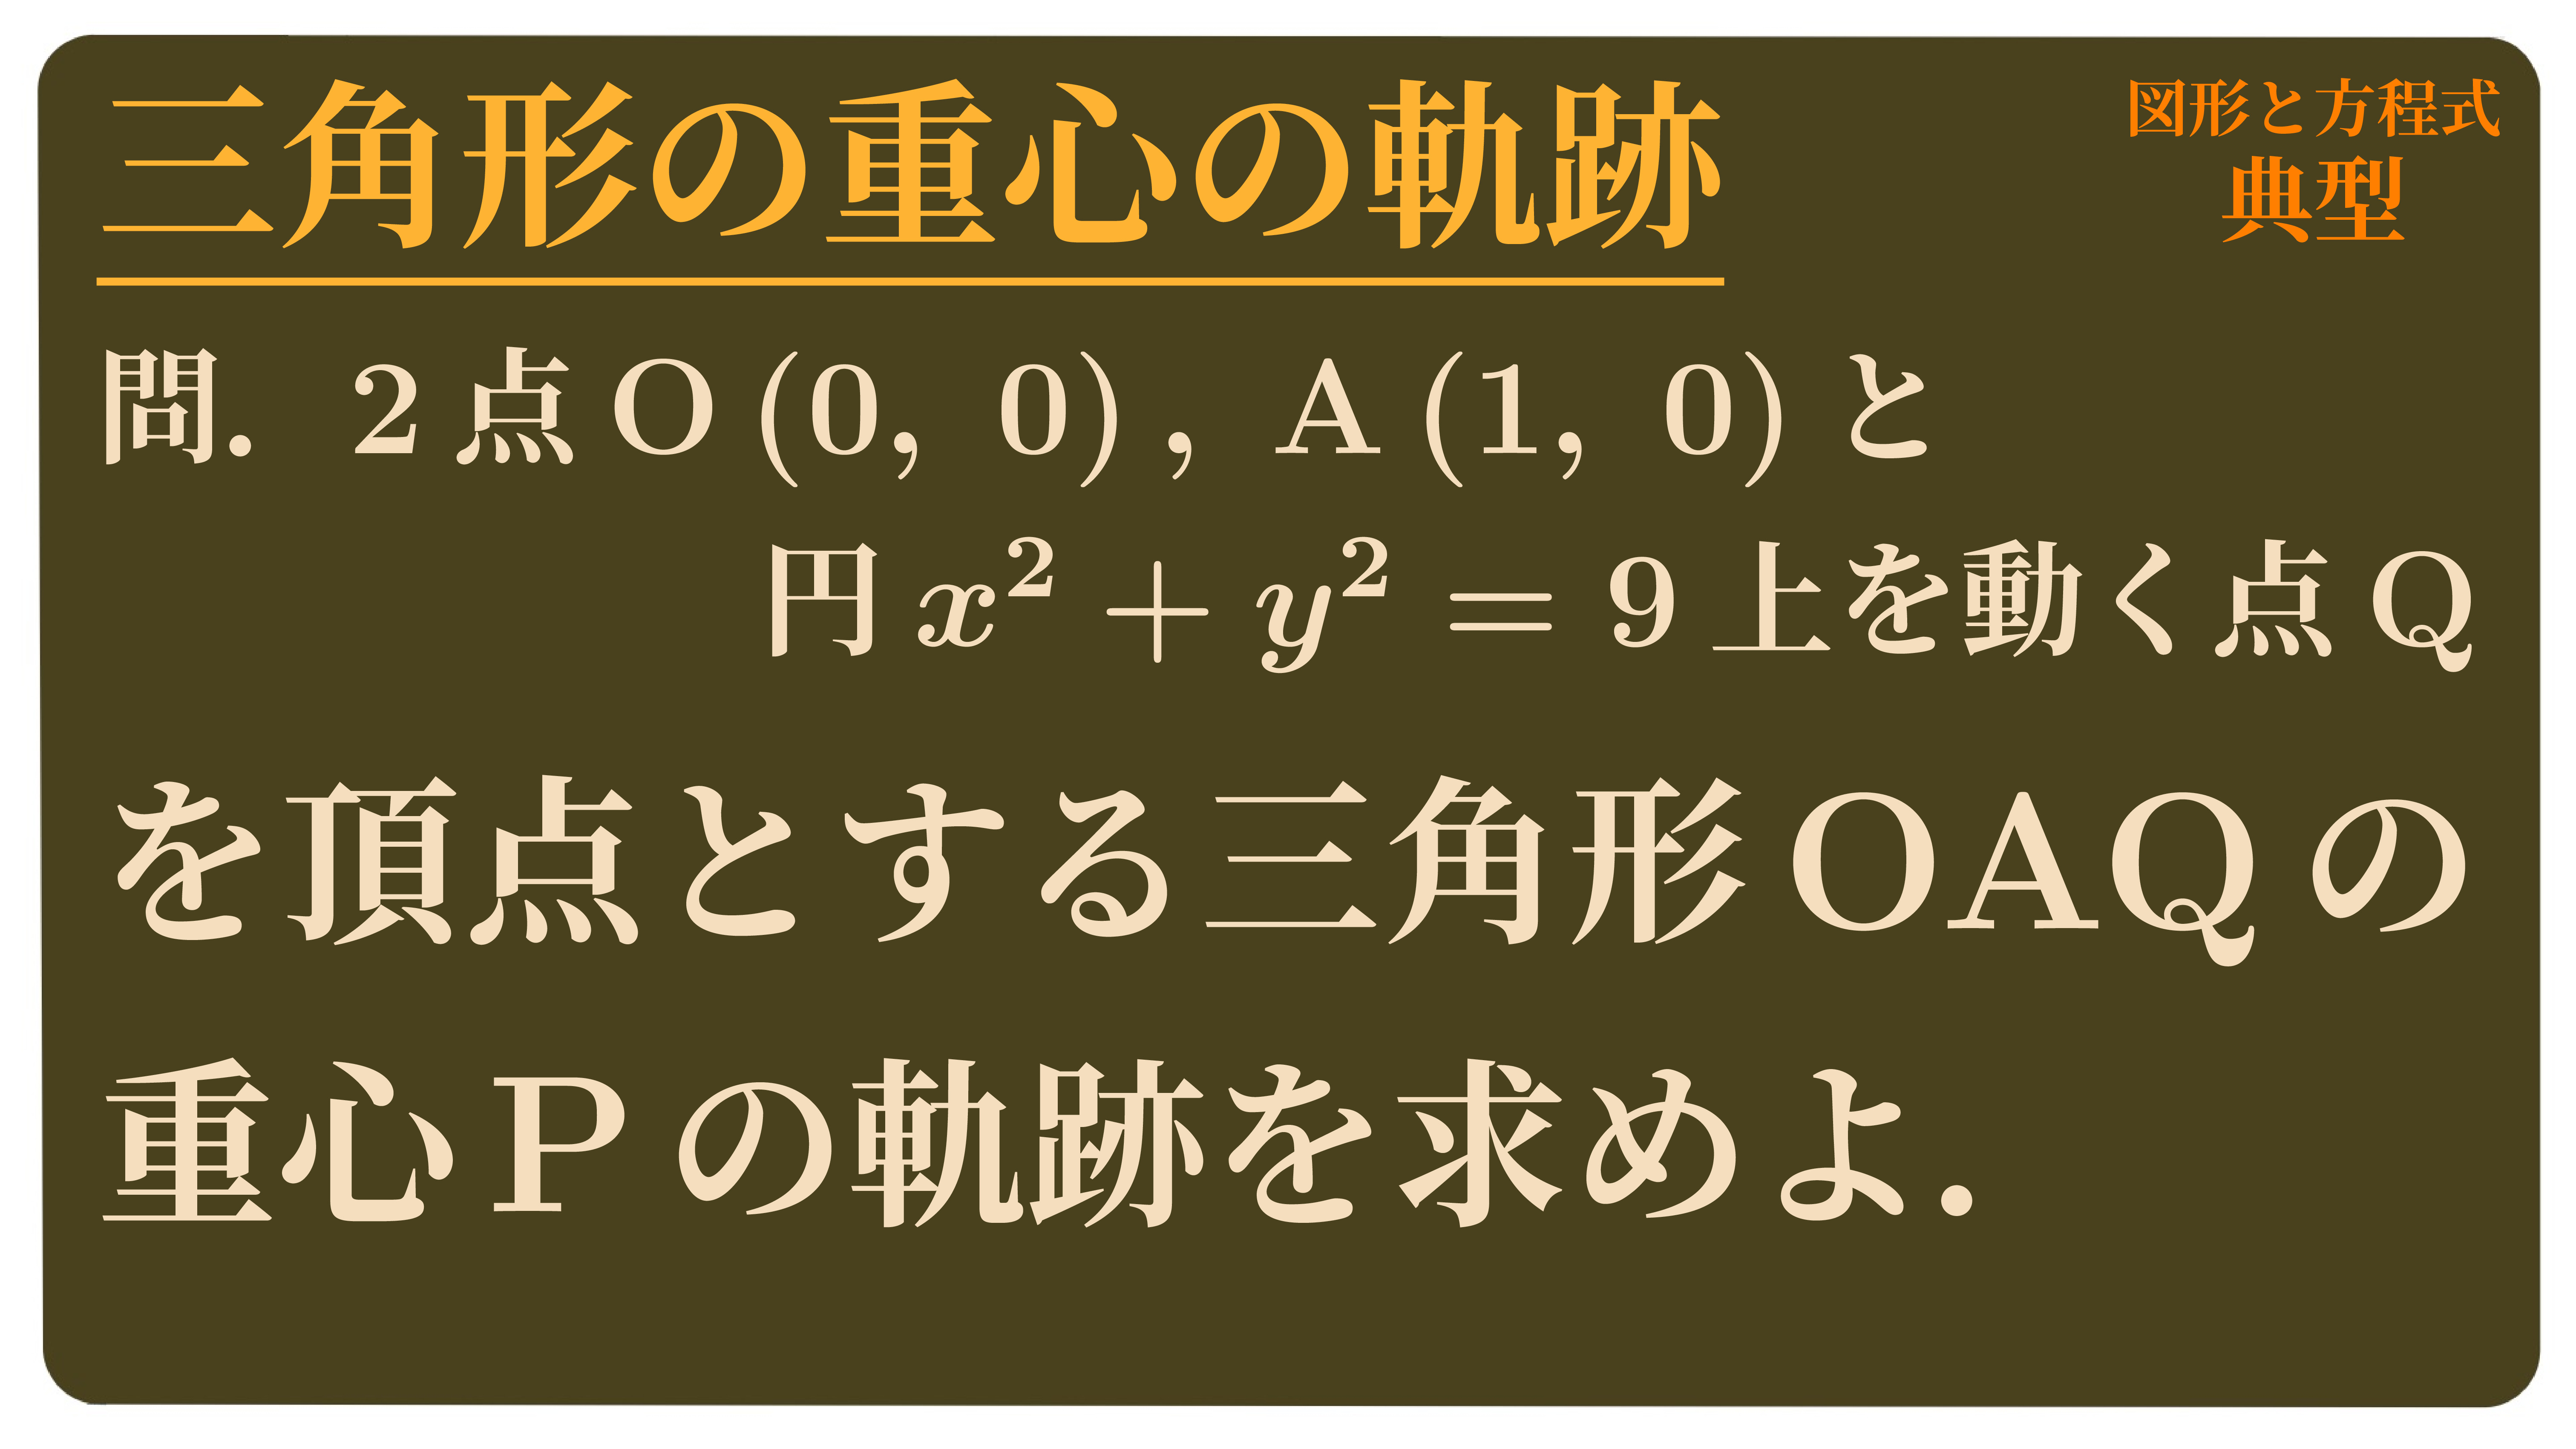 三角形の重心の軌跡
図形と方程式
典型
問. 2点O(0, 0), A(1, 0)と
円x² + y² = 9上を動く点Q
を頂点とする三角形OAQの
重心Pの軌跡を求めよ.